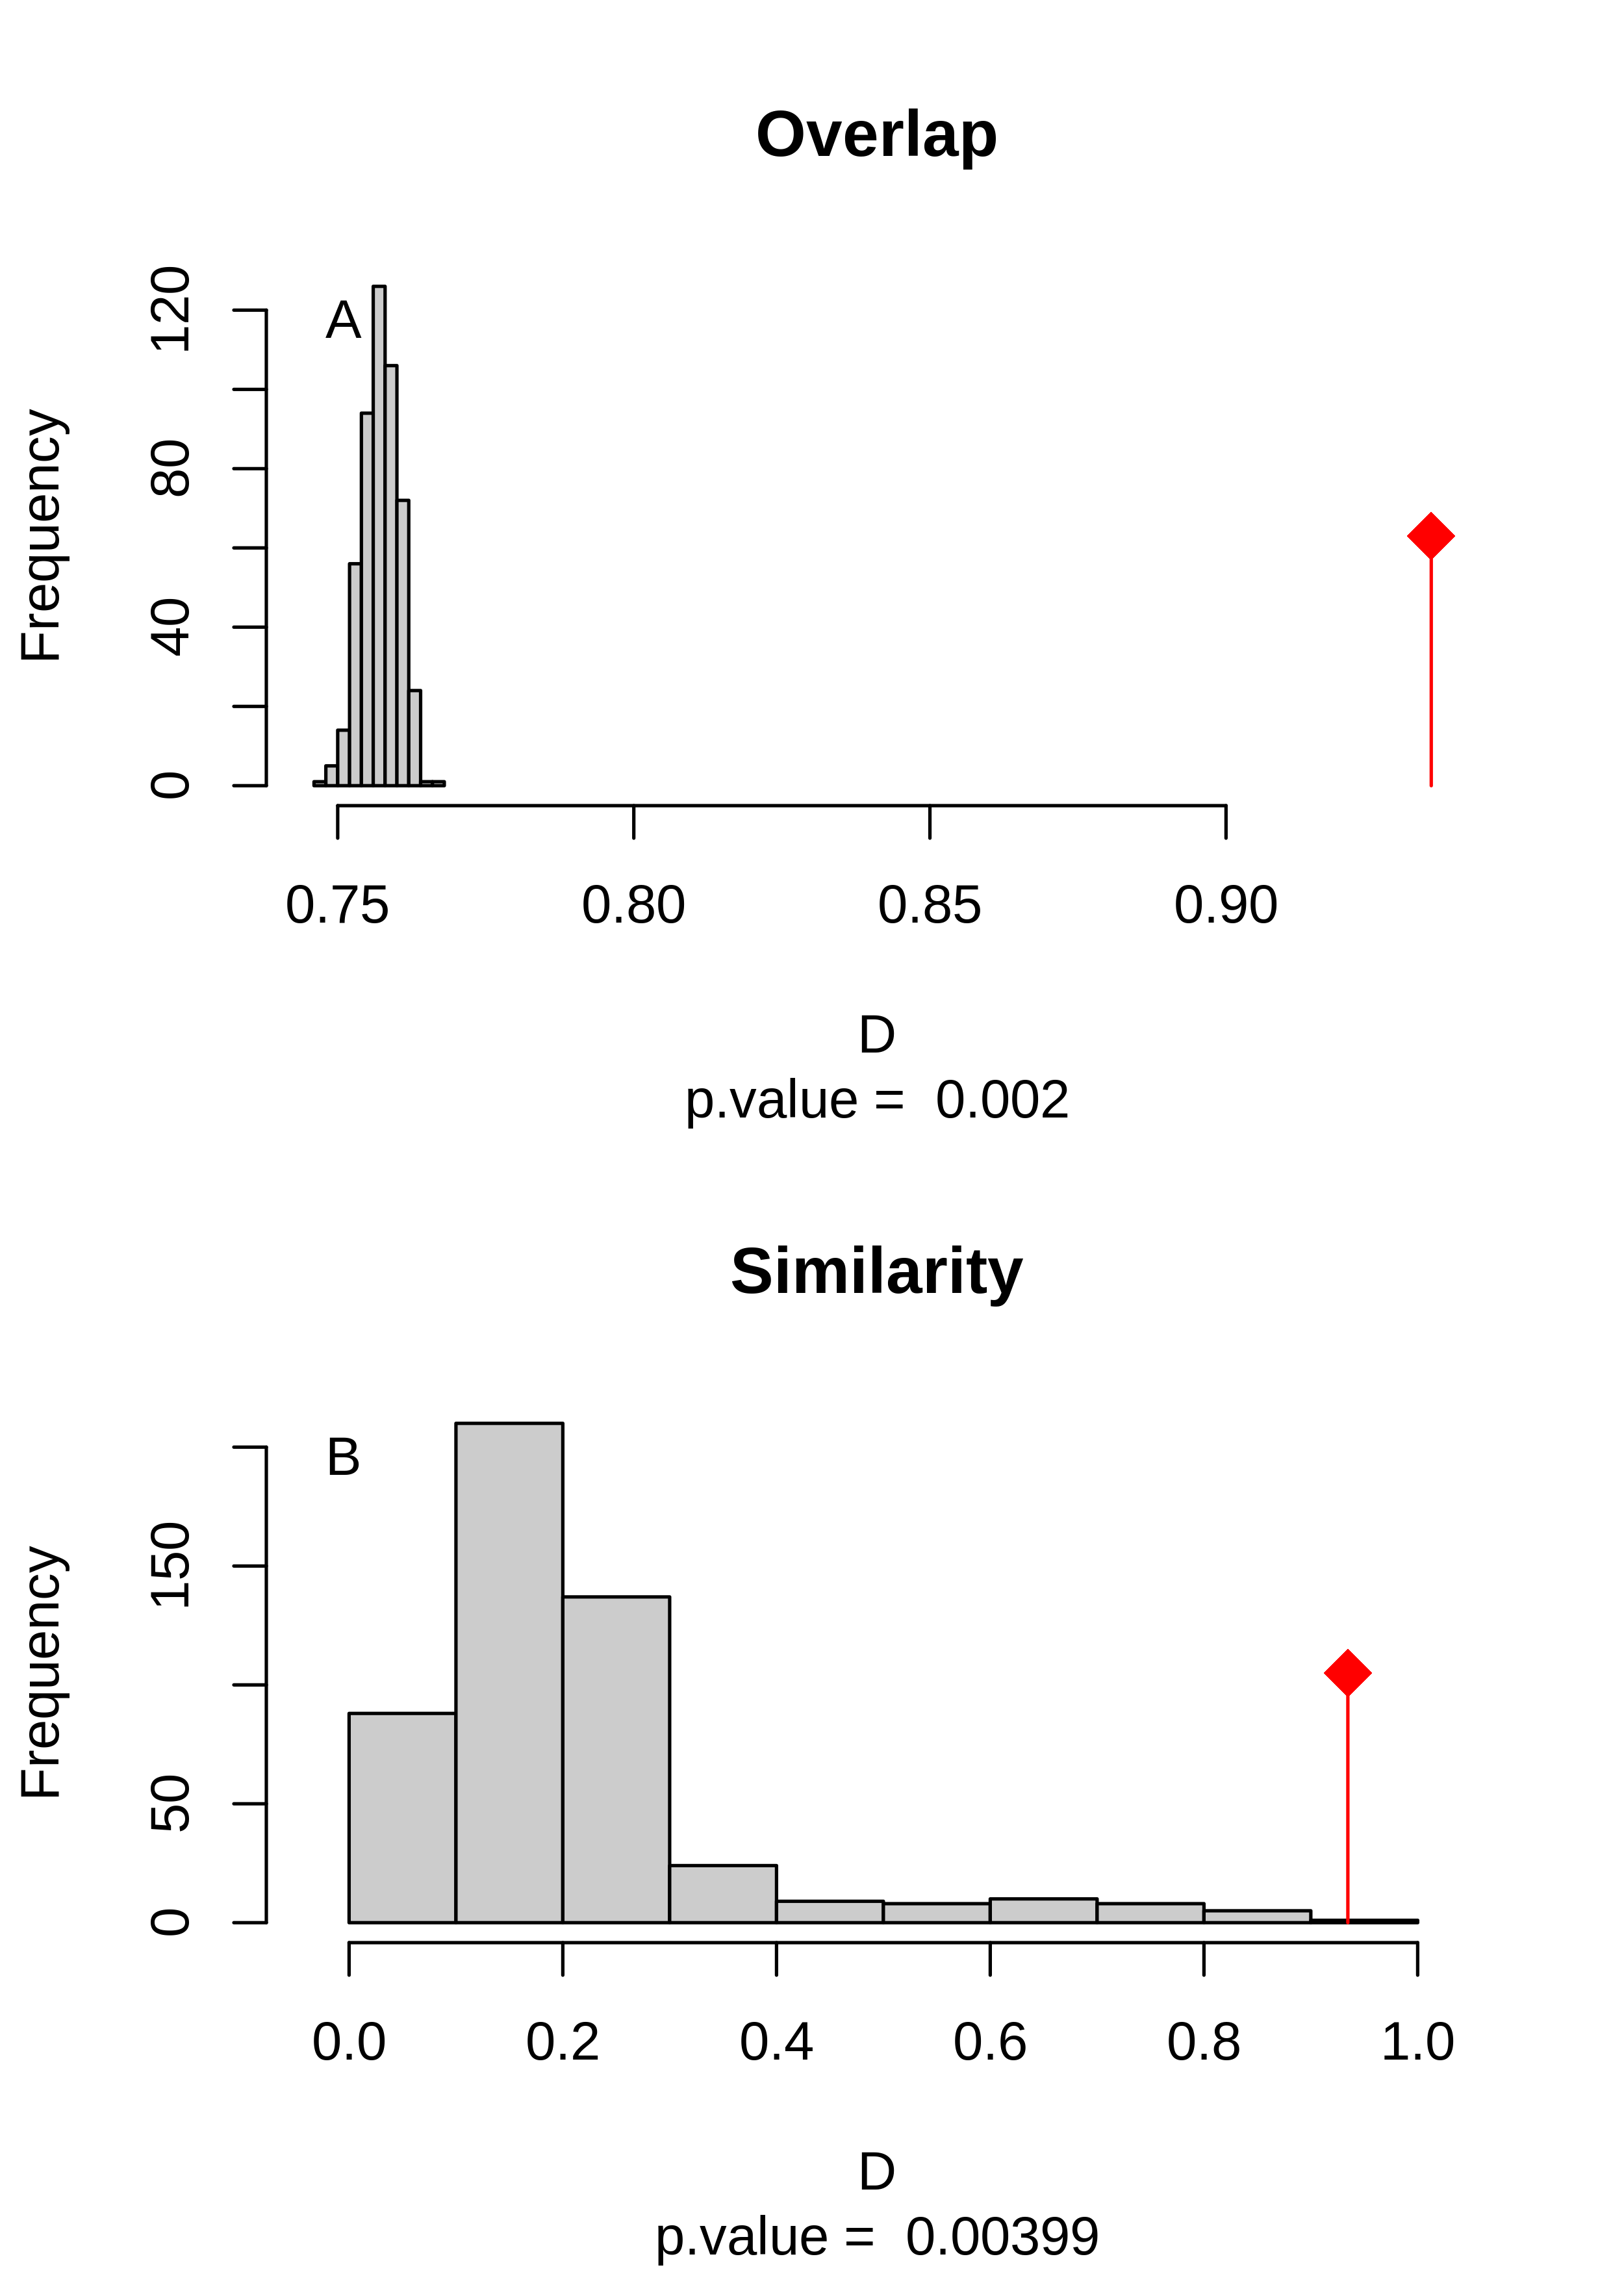 Overlap
A
Frequency
120
80
40
0
0.75 0.80 0.85 0.90
D
p.value = 0.002
Similarity
B
Frequency
150
50
0
0.0 0.2 0.4 0.6 0.8 1.0
D
p.value = 0.00399